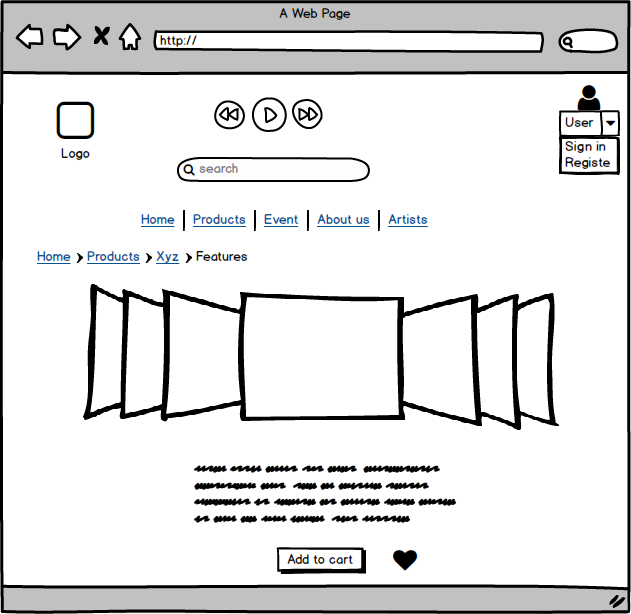 A Web Page
http://
Logo
User
Sign in
Registe
search
Home Products Event About us Artists
Home Products Xyz Features
Add to cart